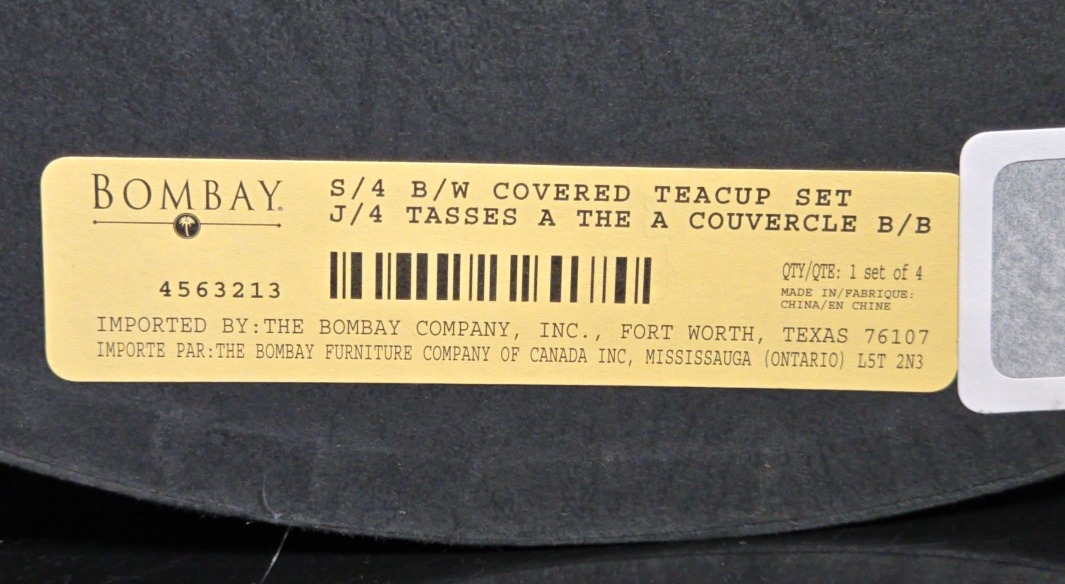 BOMBAY®
S/4 B/W COVERED TEACUP SET
J/4 TASSES A THE A COUVERCLE B/B
4563213
QTY/QTE: 1 set of 4
MADE IN/FABRIQUE:
CHINA/EN CHINE
IMPORTED BY:THE BOMBAY COMPANY, INC., FORT WORTH, TEXAS 76107
IMPORTE PAR:THE BOMBAY FURNITURE COMPANY OF CANADA INC, MISSISSAUGA (ONTARIO) L5T 2N3